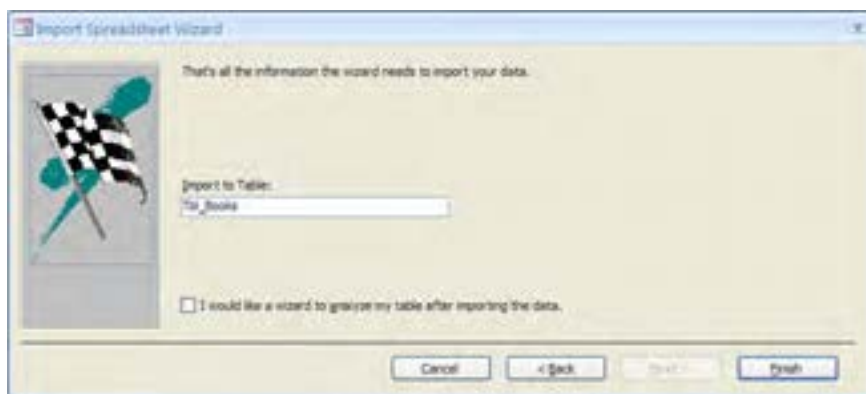 Import Spreadsheet Wizard
That's all the information the wizard needs to import your data.
Import to Table:
I would like a wizard to analyze my table after importing the data.
Cancel
< Back
Next >
Finish